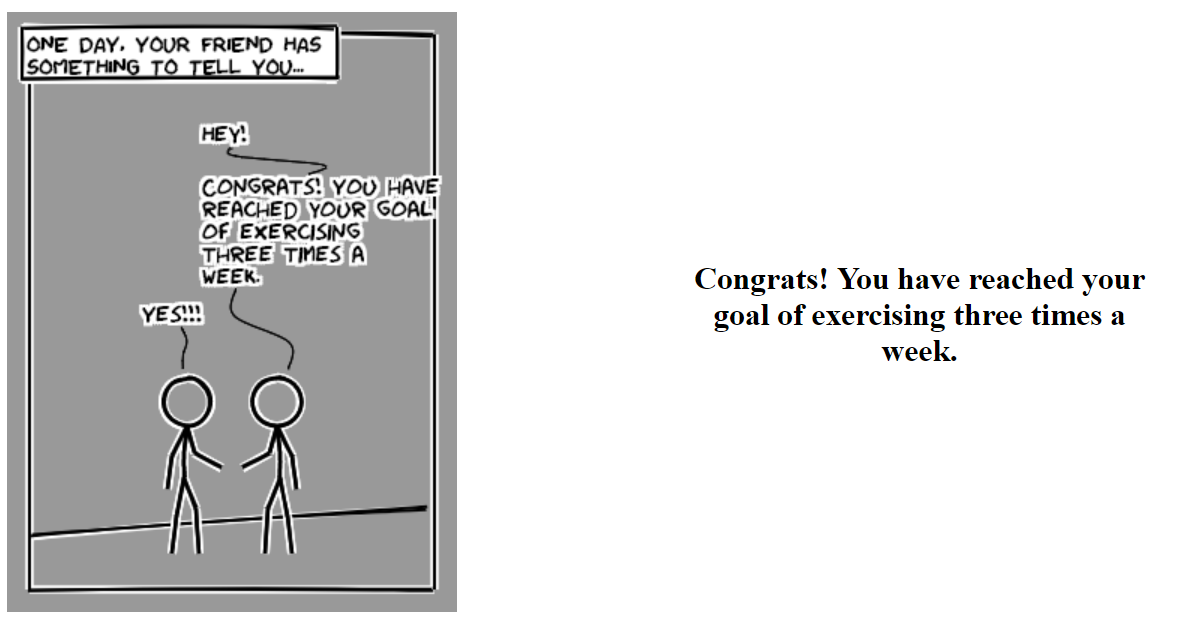 ONE DAY, YOUR FRIEND HAS
SOMETHING TO TELL YOU...
HEY!
CONGRATS! YOU HAVE
REACHED YOUR GOAL
OF EXERCISING
THREE TIMES A
WEEK.
YES!!!
Congrats! You have reached your
goal of exercising three times a
week.